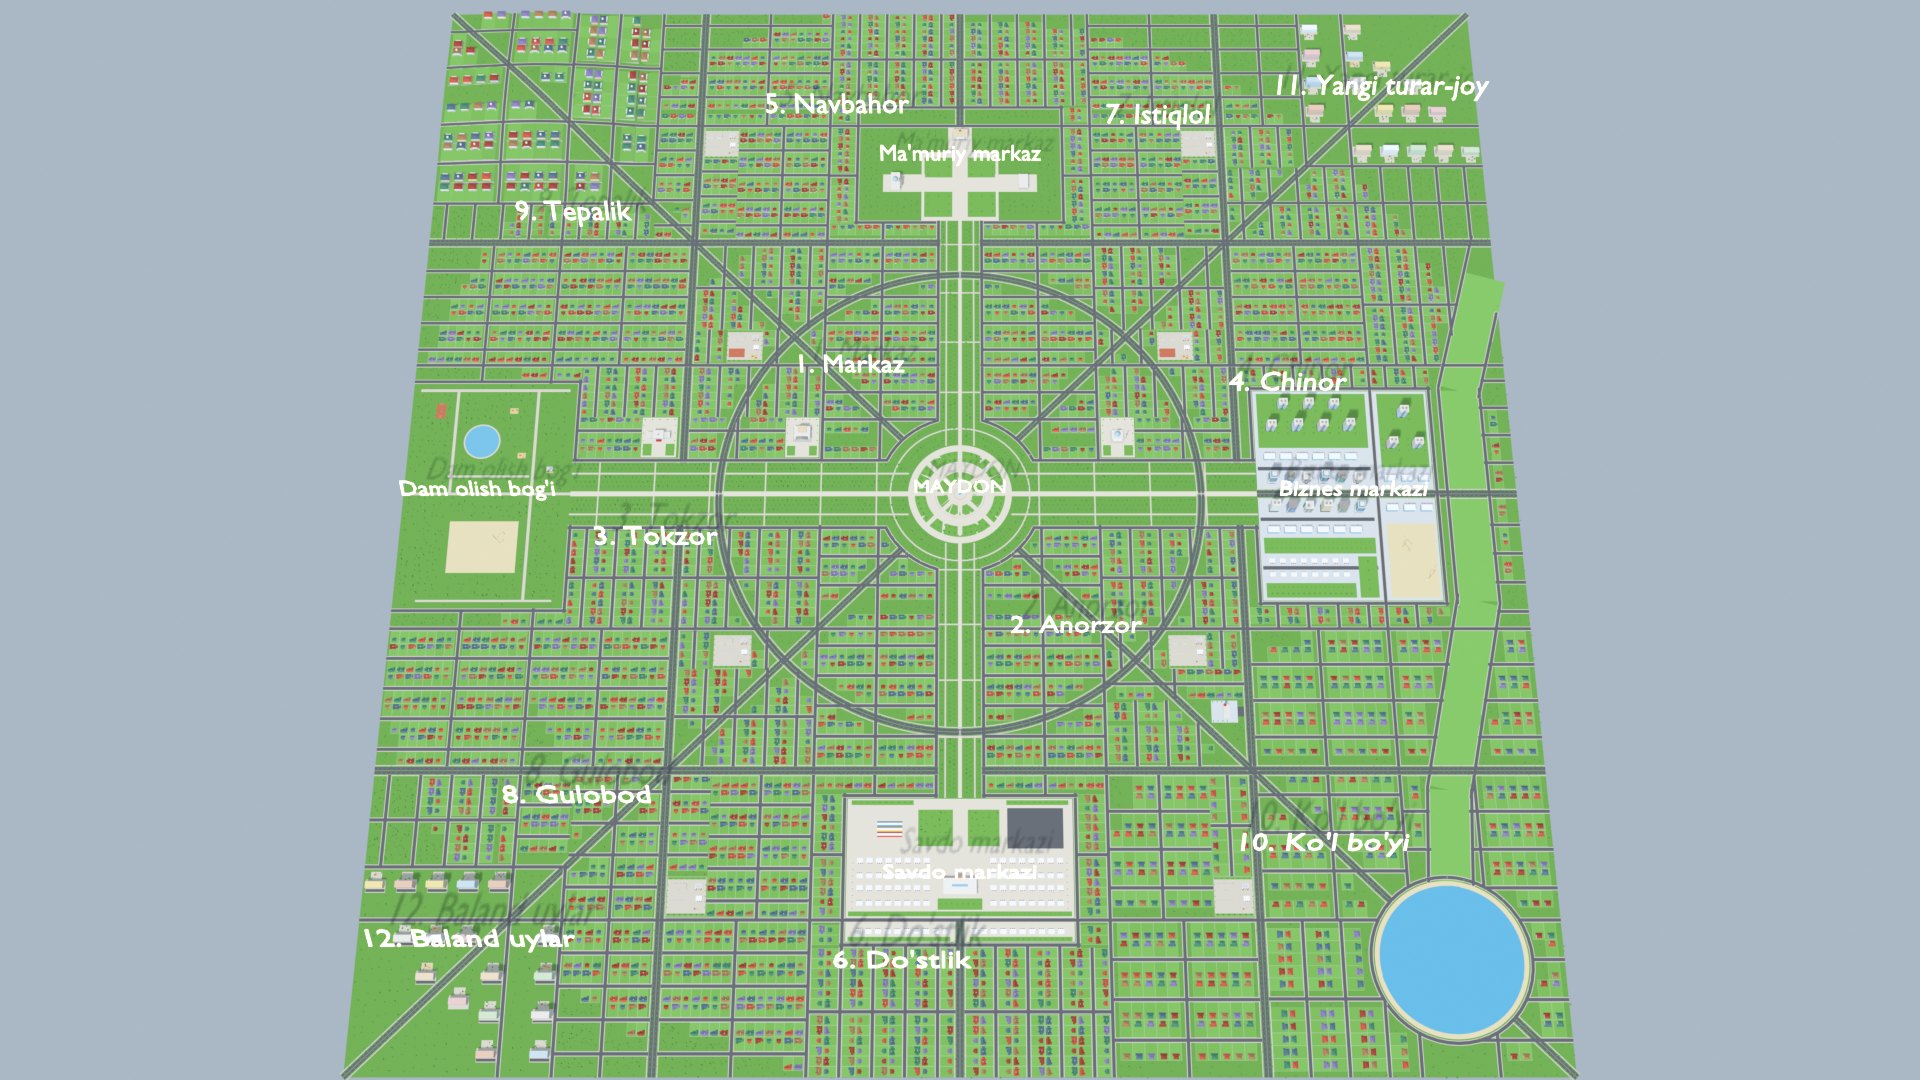 11. Yangi turar-joy
5. Navbahor
7. Istiqlol
Ma'muriy markaz
9. Tepalik
1. Markaz
4. Chinor
Dam olish bog'i
MAYDON
Biznes markazi
3. Tokzor
2. Anorzor
8. Gulobod
10. Ko'l bo'yi
Savdo markazi
12. Baland uylar
6. Do'stlik